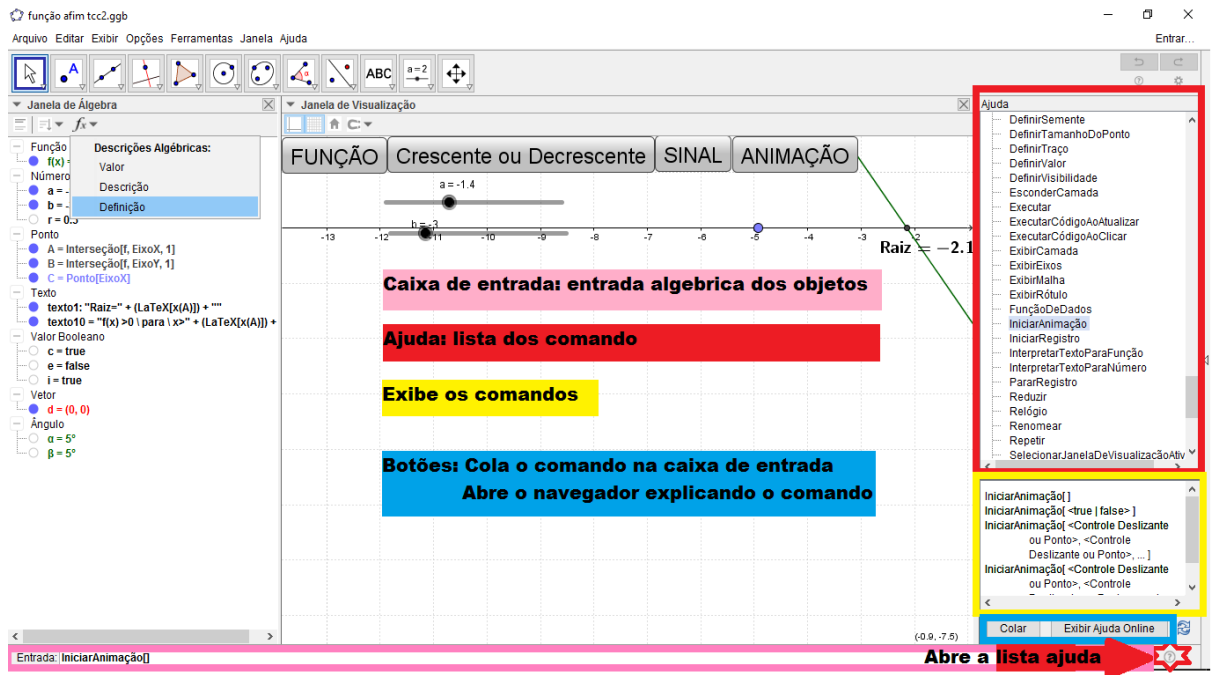 função afim tcc2.ggb
Arquivo Editar Exibir Opções Ferramentas Janela Ajuda
Entrar...
A
α
ABC
a=2
Janela de Álgebra
Janela de Visualização
Ajuda
fx
Descrições Algébricas:
Valor
Descrição
Definição
Função
f(x) =
Número
a = -
b = -
r = 0.5
Ponto
A = Interseção[f, EixoX, 1]
B = Interseção[f, EixoY, 1]
C = Ponto[EixoX]
Texto
texto1: "Raiz=" + (LaTeX[x(A)]) + ""
texto10 = "f(x) >0 \ para \ x>" + (LaTeX[x(A)]) +
Valor Booleano
c = true
e = false
i = true
Vetor
d = (0, 0)
Ângulo
α = 5°
β = 5°
FUNÇÃO
Crescente ou Decrescente
SINAL
ANIMAÇÃO
a = -1.4
b = -3
-13 -12 -11 -10 -9 -8 -7 -6 -5 -4 -3 -2
Raiz = −2.1
Caixa de entrada: entrada algebrica dos objetos
Ajuda: lista dos comando
Exibe os comandos
Botões: Cola o comando na caixa de entrada
Abre o navegador explicando o comando
(-0.9, -7.5)
DefinirSemente
DefinirTamanhoDoPonto
DefinirTraço
DefinirValor
DefinirVisibilidade
EsconderCamada
Executar
ExecutarCódigoAoAtualizar
ExecutarCódigoAoClicar
ExibirCamada
ExibirEixos
ExibirMalha
ExibirRótulo
FunçãoDeDados
IniciarAnimação
IniciarRegistro
InterpretarTextoParaFunção
InterpretarTextoParaNúmero
PararRegistro
Reduzir
Relógio
Renomear
Repetir
SelecionarJanelaDeVisualizaçãoAtiv
IniciarAnimação[ ]
IniciarAnimação[ <true | false> ]
IniciarAnimação[ <Controle Deslizante
ou Ponto>, <Controle
Deslizante ou Ponto>, ... ]
IniciarAnimação[ <Controle Deslizante
ou Ponto>, <Controle
Colar
Exibir Ajuda Online
Entrada: IniciarAnimação[]
Abre a lista ajuda